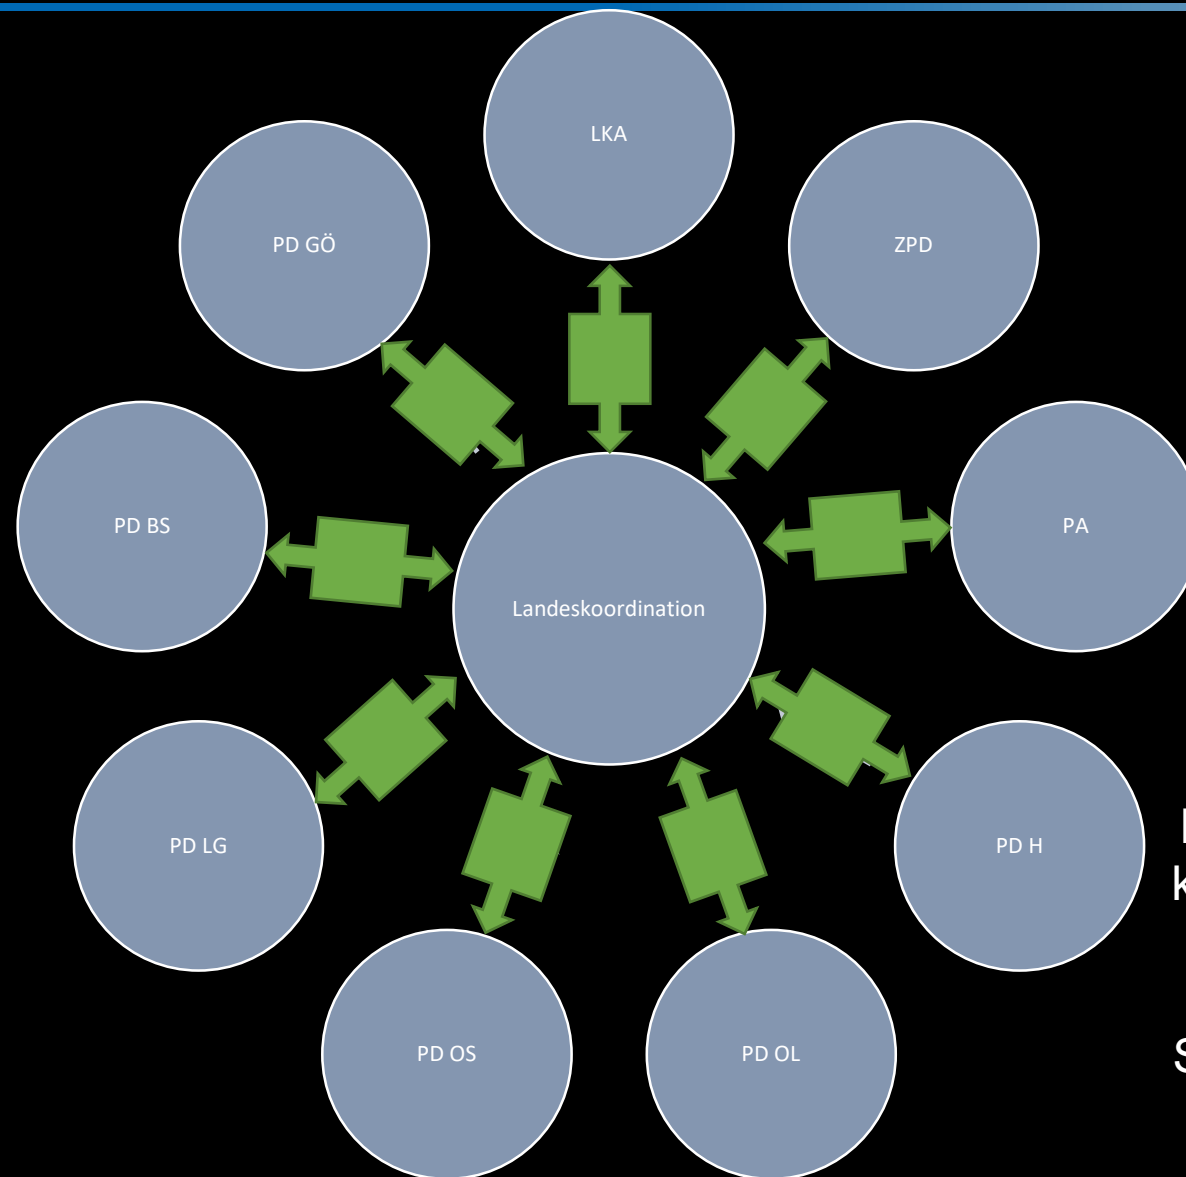 LKA
PD GÖ
ZPD
PD BS
PA
Landeskoordination
PD LG
PD H
PD OS
PD OL